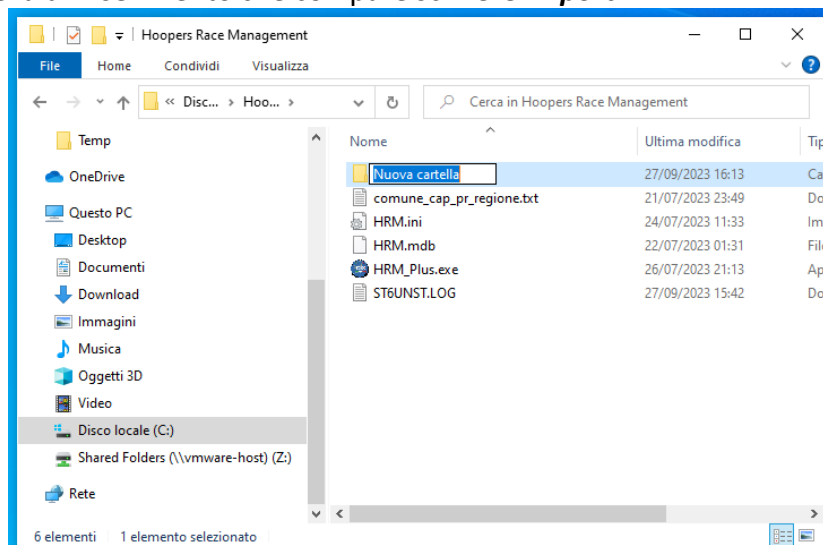 Hoopers Race Management
File Home Condividi Visualizza
« Disc... › Hoo... › Cerca in Hoopers Race Management
Nome Ultima modifica
Temp
OneDrive
Questo PC
Desktop
Documenti
Download
Immagini
Musica
Oggetti 3D
Video
Disco locale (C:)
Shared Folders (\\vmware-host) (Z:)
Rete
Nuova cartella 27/09/2023 16:13
comune_cap_pr_regione.txt 21/07/2023 23:49
HRM.ini 24/07/2023 11:33
HRM.mdb 22/07/2023 01:31
HRM_Plus.exe 26/07/2023 21:13
ST6UNST.LOG 27/09/2023 15:42
6 elementi 1 elemento selezionato